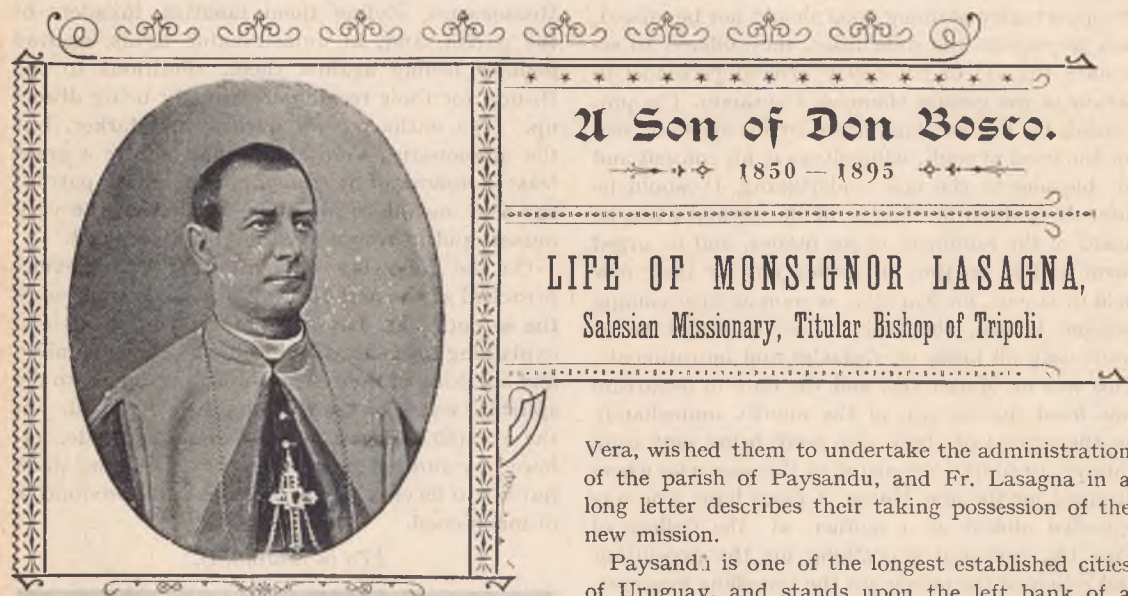 A Son of Don Bosco.
1850 — 1895
LIFE OF MONSIGNOR LASAGNA,
Salesian Missionary, Titular Bishop of Tripoli.
Vera, wished them to undertake the administration
of the parish of Paysandu, and Fr. Lasagna in a
long letter describes their taking possession of the
new mission.
Paysandu is one of the longest established cities
of Uruguay, and stands upon the left bank of a